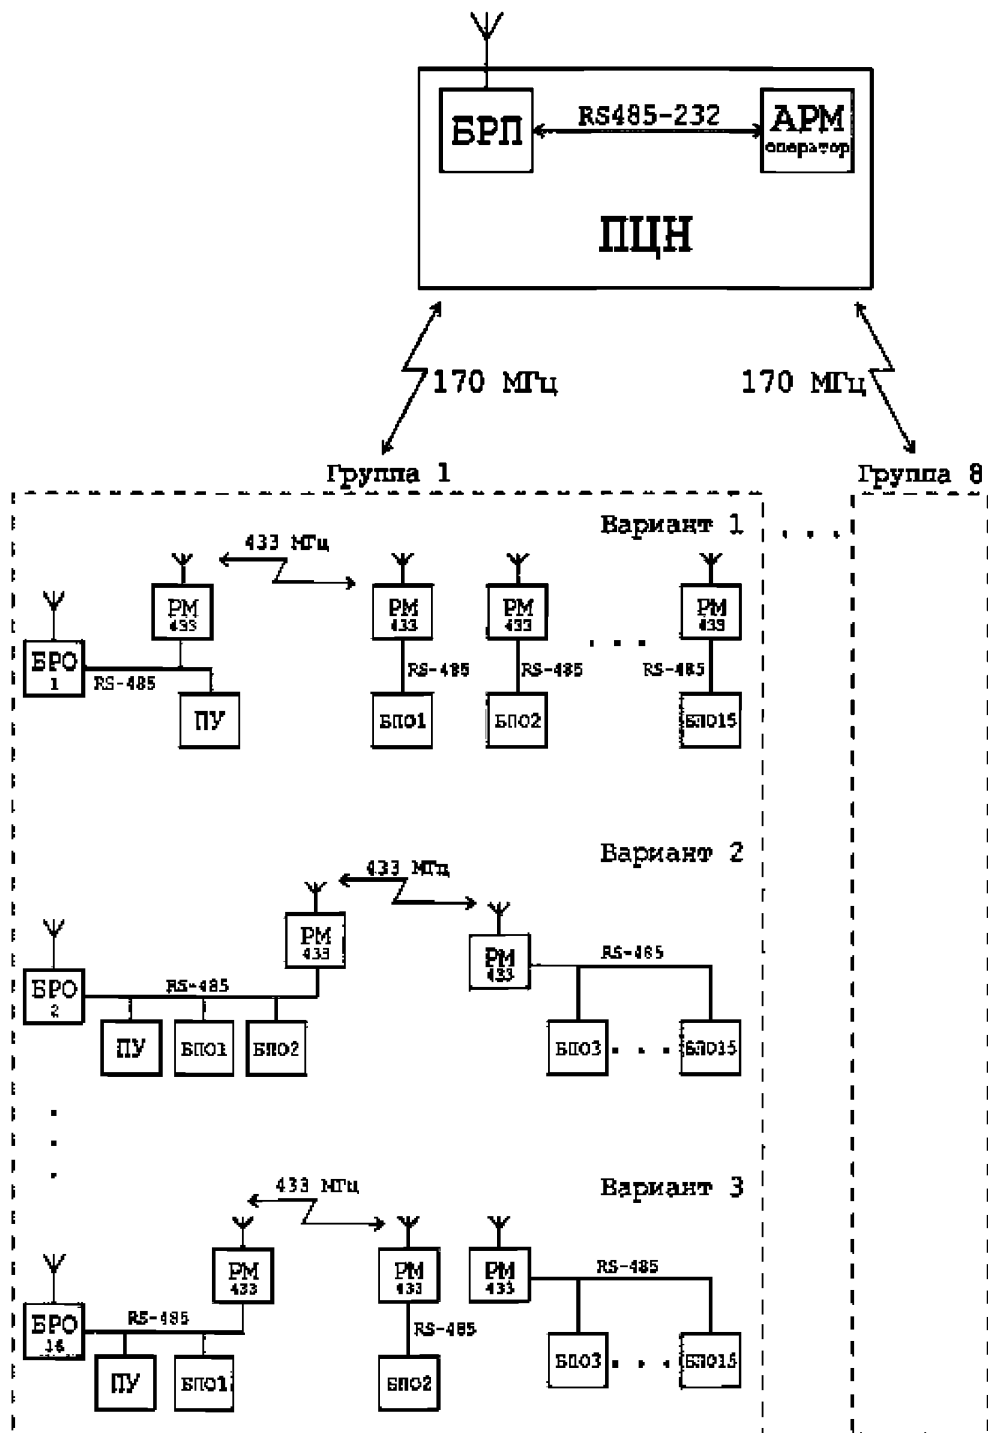 БРП
RS485-232
АРМ
оператор
ПЦН
170 МГц
170 МГц
Группа 1
Группа 8
Вариант 1
433 МГц
РМ
433
РМ
433
РМ
433
РМ
433
БРО
1
RS-485
RS-485
RS-485
RS-485
ПУ
БПО1
БПО2
БПО15
Вариант 2
433 МГц
РМ
433
РМ
433
RS-485
БРО
2
RS-485
ПУ
БПО1
БПО2
БПО3
БПО15
Вариант 3
433 МГц
РМ
433
РМ
433
РМ
433
RS-485
БРО
16
RS-485
RS-485
ПУ
БПО1
БПО2
БПО3
БПО15